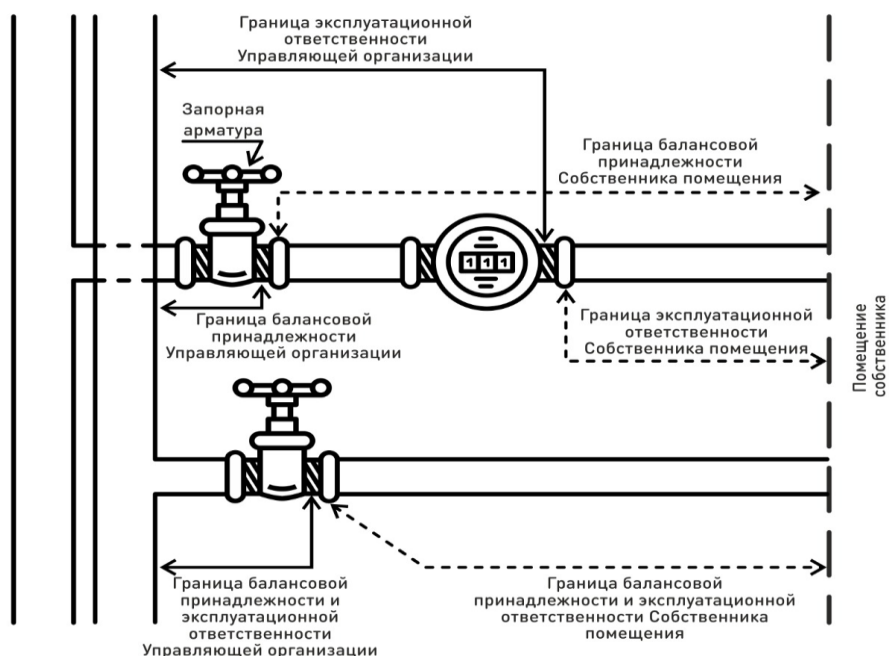 Граница эксплуатационной
ответственности
Управляющей организации
Запорная
арматура
Граница балансовой
принадлежности
Собственника помещения
111
Граница балансовой
принадлежности
Управляющей организации
Граница эксплуатационной
ответственности
Собственника помещения
Помещение
собственника
Граница балансовой
принадлежности и
эксплуатационной
ответственности
Управляющей организации
Граница балансовой
принадлежности и эксплуатационной
ответственности Собственника
помещения